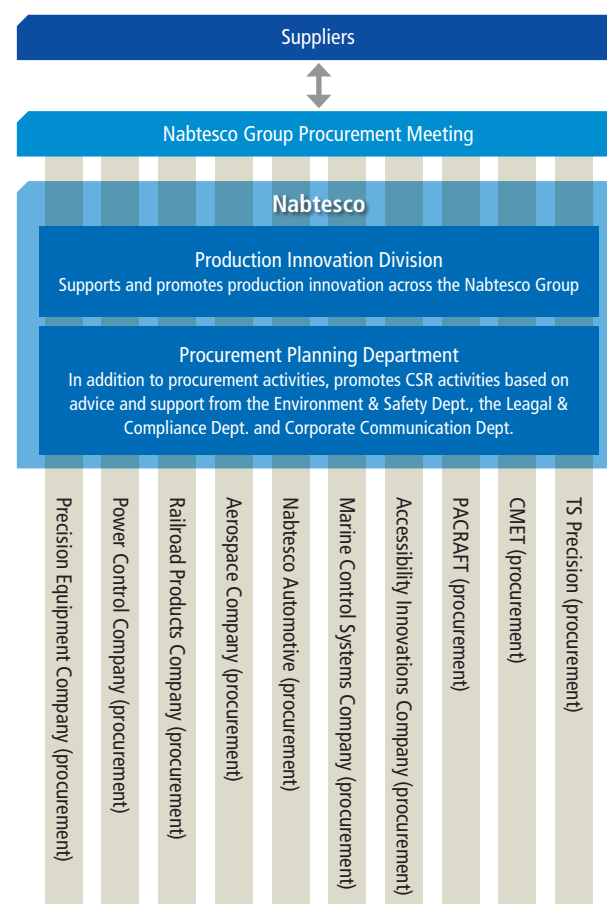 Suppliers
Nabtesco Group Procurement Meeting
Nabtesco
Production Innovation Division
Supports and promotes production innovation across the Nabtesco Group
Procurement Planning Department
In addition to procurement activities, promotes CSR activities based on
advice and support from the Environment & Safety Dept., the Leagal &
Compliance Dept. and Corporate Communication Dept.
Precision Equipment Company (procurement)
Power Control Company (procurement)
Railroad Products Company (procurement)
Aerospace Company (procurement)
Nabtesco Automotive (procurement)
Marine Control Systems Company (procurement)
Accessibility Innovations Company (procurement)
PACRAFT (procurement)
CMET (procurement)
TS Precision (procurement)